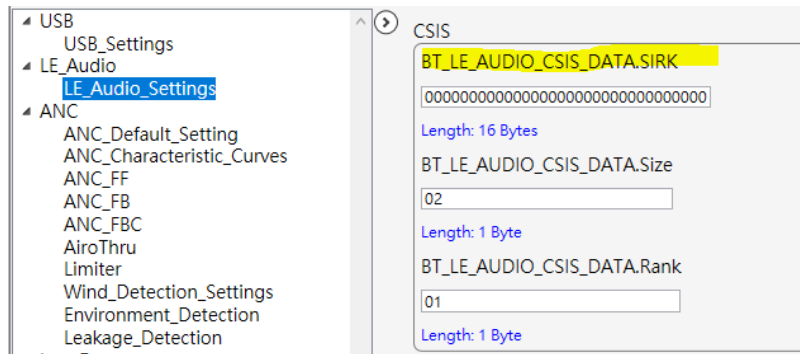 USB
USB_Settings
LE_Audio
LE_Audio_Settings
ANC
ANC_Default_Setting
ANC_Characteristic_Curves
ANC_FF
ANC_FB
ANC_FBC
AiroThru
Limiter
Wind_Detection_Settings
Environment_Detection
Leakage_Detection
CSIS
BT_LE_AUDIO_CSIS_DATA.SIRK
00000000000000000000000000000000
Length: 16 Bytes
BT_LE_AUDIO_CSIS_DATA.Size
02
Length: 1 Byte
BT_LE_AUDIO_CSIS_DATA.Rank
01
Length: 1 Byte